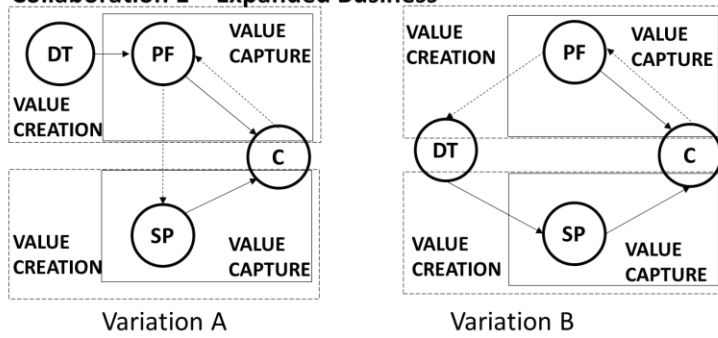 Collaboration – Expanded Business
DT
PF
VALUE
CAPTURE
VALUE
CREATION
C
SP
VALUE
CREATION
VALUE
CAPTURE
Variation A
VALUE
CREATION
PF
VALUE
CAPTURE
DT
C
SP
VALUE
CREATION
VALUE
CAPTURE
Variation B